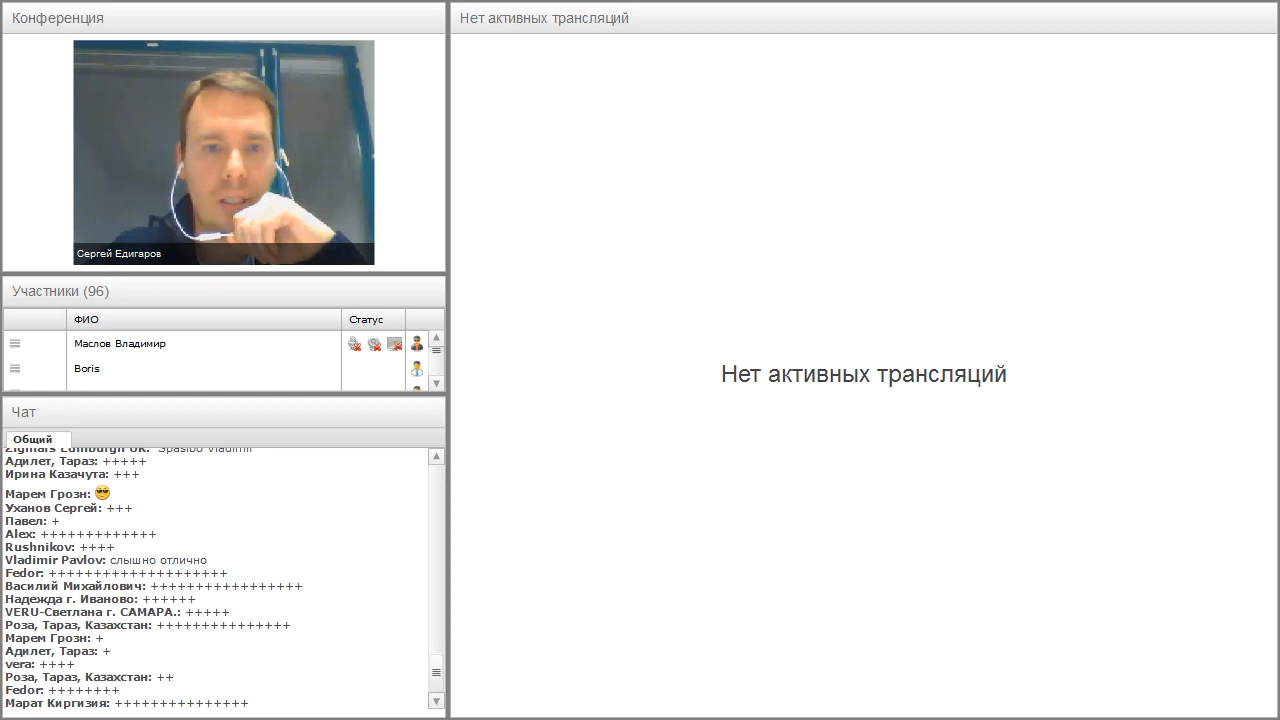 Конференция
Сергей Едигаров
Участники (96)
ФИО
Статус
Маслов Владимир
Boris
Чат
Общий
Адилет, Тараз: +++++
Ирина Казачута: +++
Марем Грозн:
Уханов Сергей: +++
Павел: +
Alex: +++++++++++++
Rushnikov: ++++
Vladimir Pavlov: слышно отлично
Fedor: ++++++++++++++++++++
Василий Михайлович: +++++++++++++++++
Надежда г. Иваново: ++++++
VERU-Светлана г. САМАРА.: +++++
Роза, Тараз, Казахстан: +++++++++++++++
Марем Грозн: +
Адилет, Тараз: +
vera: ++++
Роза, Тараз, Казахстан: ++
Fedor: ++++++++
Марат Киргизия: +++++++++++++++
Нет активных трансляций
Нет активных трансляций